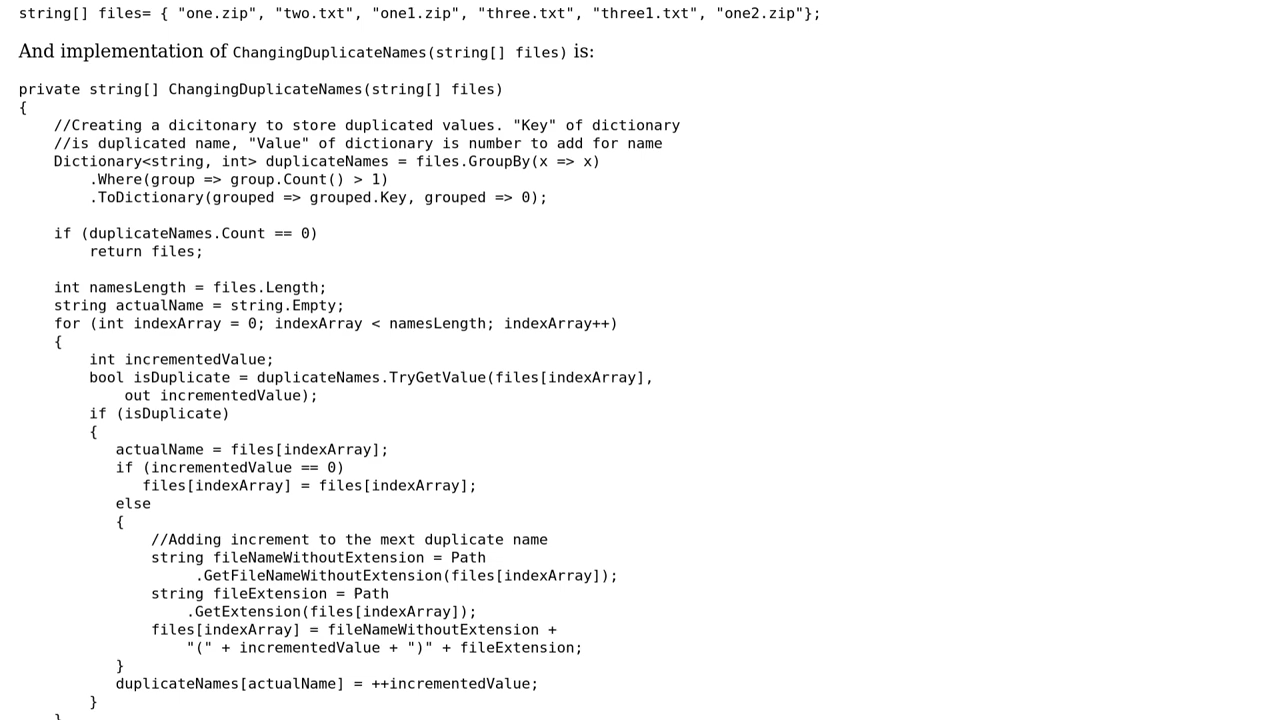 string[] files= { "one.zip", "two.txt", "one1.zip", "three.txt", "three1.txt", "one2.zip"};
And implementation of ChangingDuplicateNames(string[] files) is:
private string[] ChangingDuplicateNames(string[] files)
{
    //Creating a dicitonary to store duplicated values. "Key" of dictionary
    //is duplicated name, "Value" of dictionary is number to add for name
    Dictionary<string, int> duplicateNames = files.GroupBy(x => x)
        .Where(group => group.Count() > 1)
        .ToDictionary(grouped => grouped.Key, grouped => 0);
    if (duplicateNames.Count == 0)
        return files;
    int namesLength = files.Length;
    string actualName = string.Empty;
    for (int indexArray = 0; indexArray < namesLength; indexArray++)
    {
        int incrementedValue;
        bool isDuplicate = duplicateNames.TryGetValue(files[indexArray],
            out incrementedValue);
        if (isDuplicate)
        {
           actualName = files[indexArray];
           if (incrementedValue == 0)
              files[indexArray] = files[indexArray];
           else
           {
               //Adding increment to the mext duplicate name
               string fileNameWithoutExtension = Path
                    .GetFileNameWithoutExtension(files[indexArray]);
               string fileExtension = Path
                   .GetExtension(files[indexArray]);
               files[indexArray] = fileNameWithoutExtension +
                   "(" + incrementedValue + ")" + fileExtension;
           }
           duplicateNames[actualName] = ++incrementedValue;
        }
    }